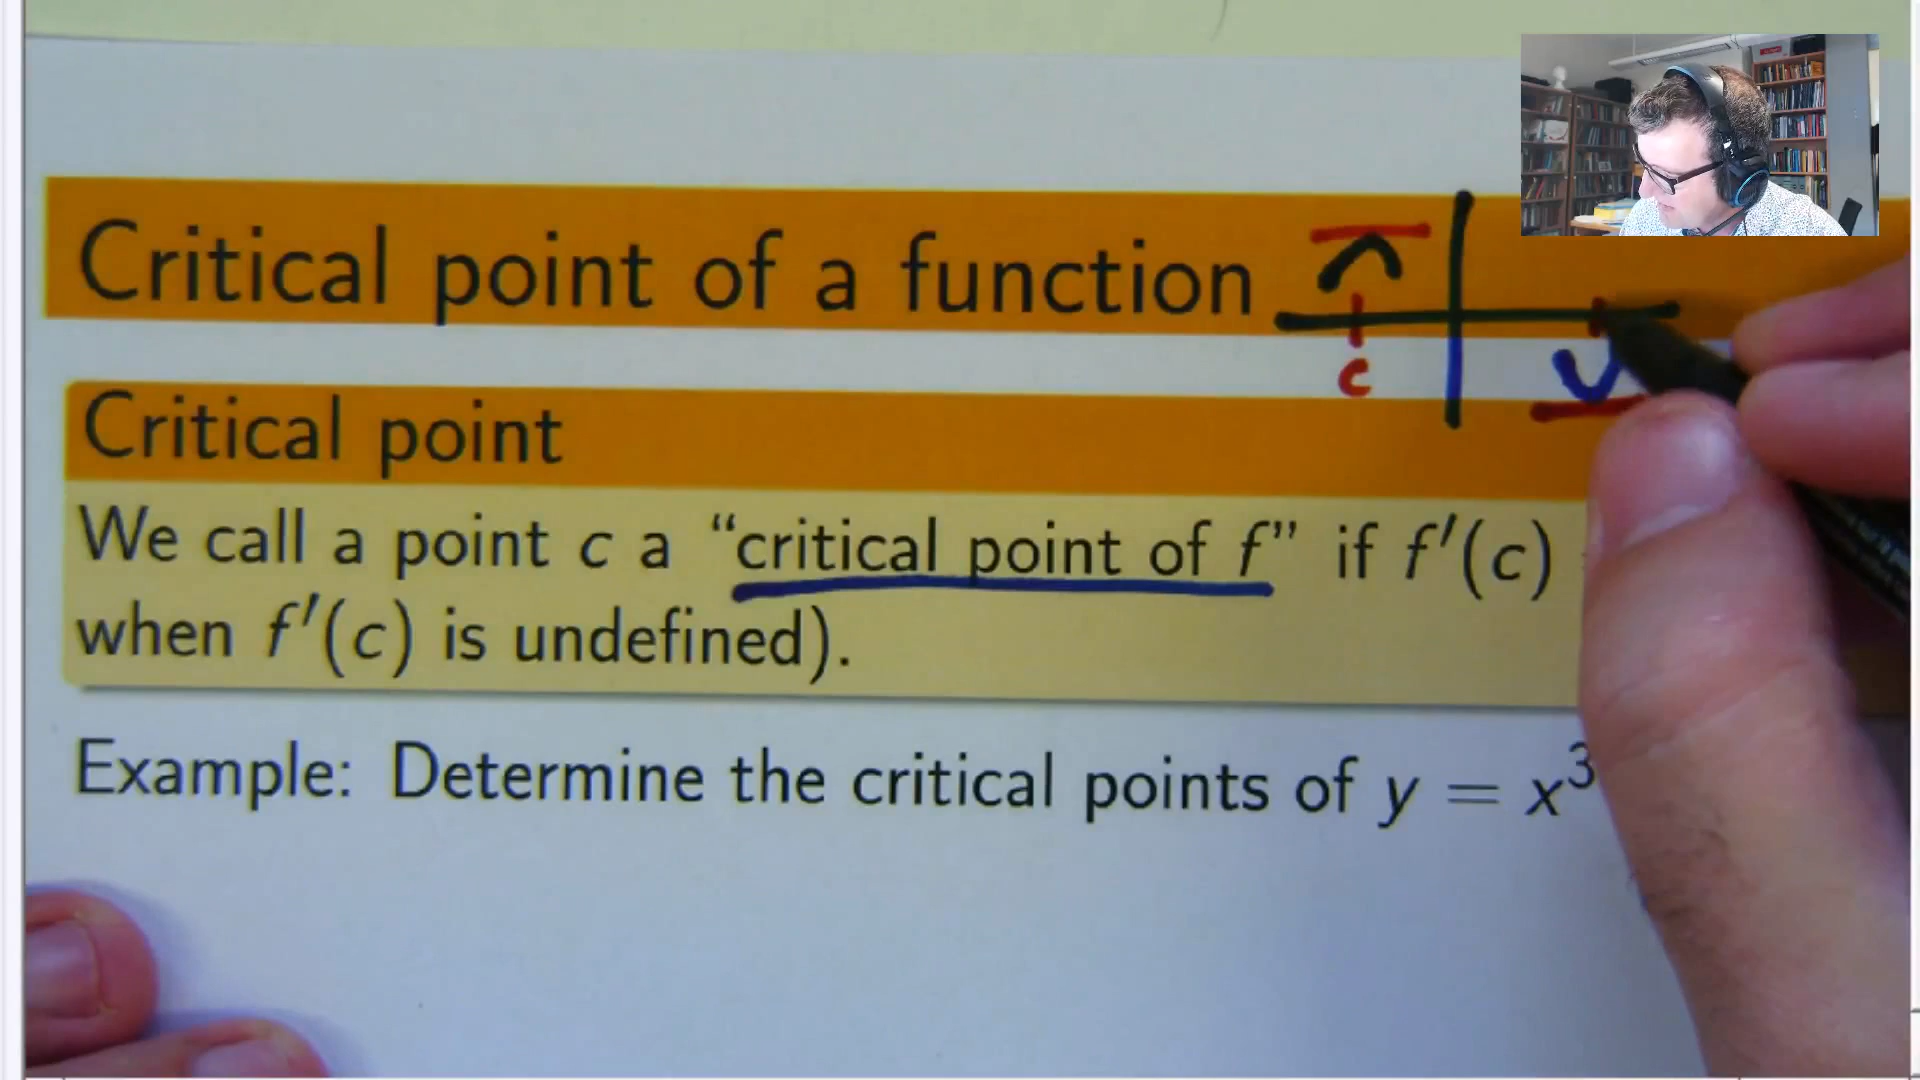 Critical point of a function
c
Critical point
We call a point c a “critical point of f” if f′(c)
when f′(c) is undefined).
Example: Determine the critical points of y = x³